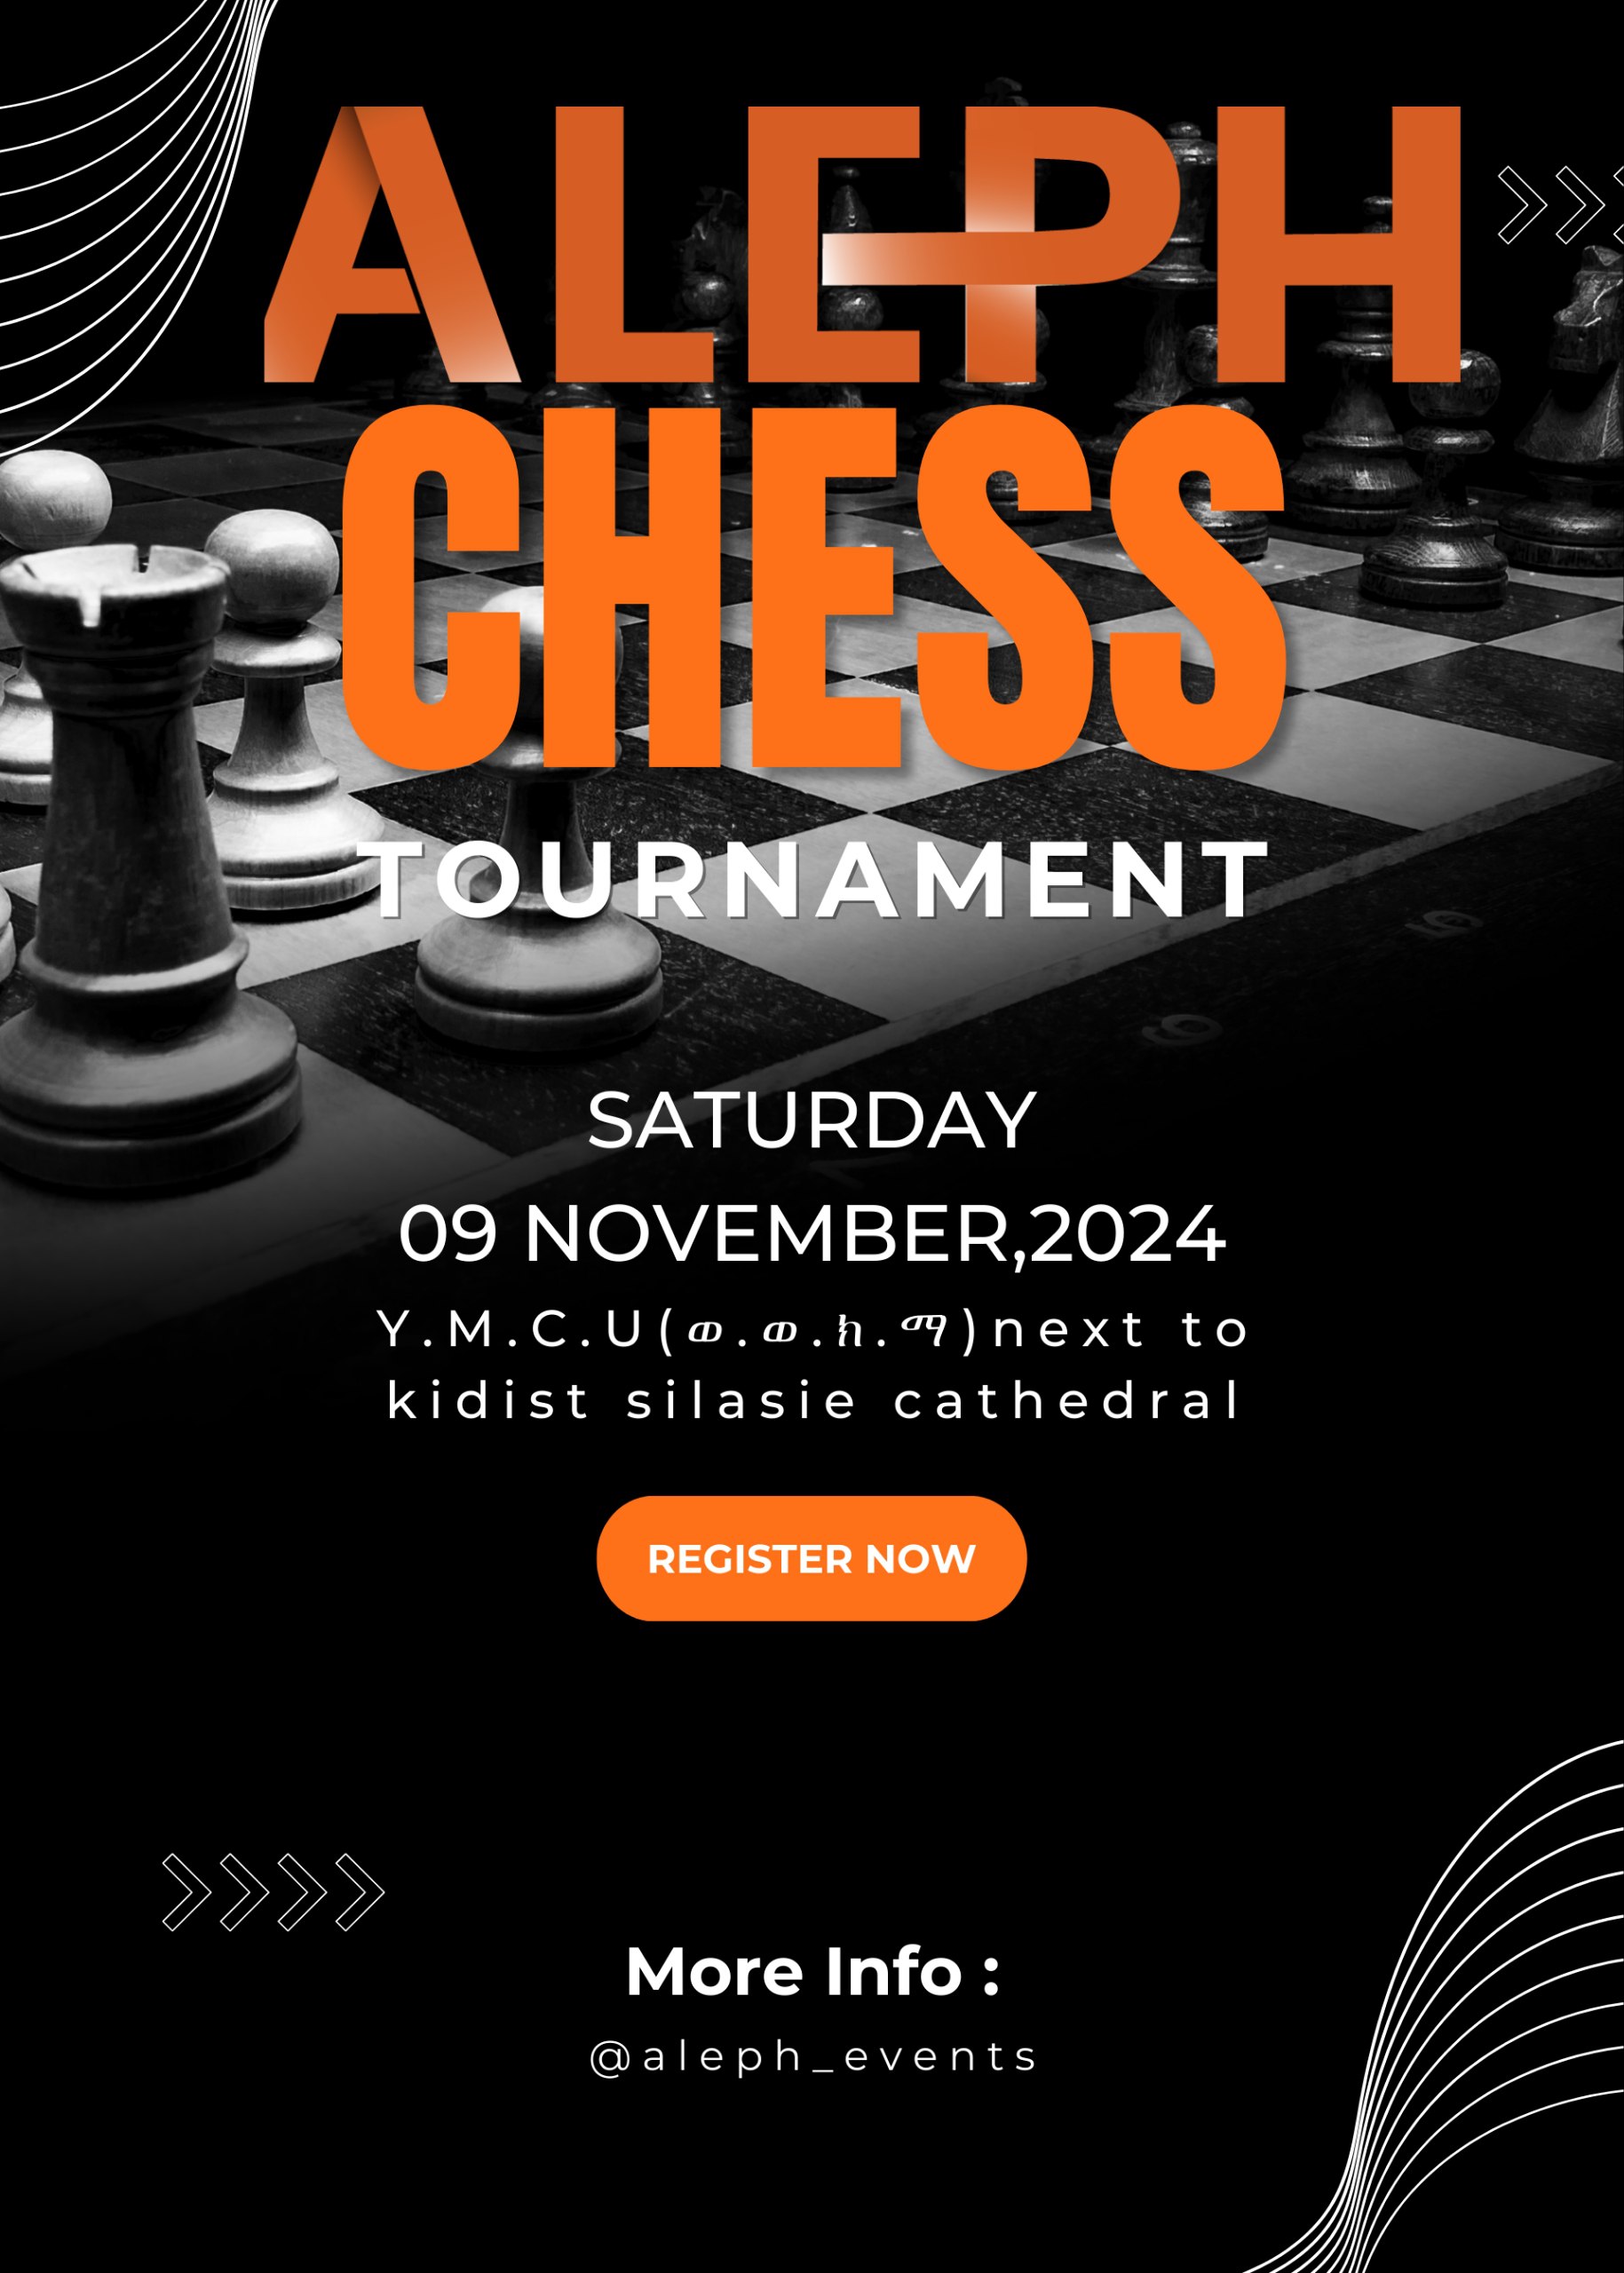 ALEPH
CHESS
TOURNAMENT
SATURDAY
09 NOVEMBER,2024
Y.M.C.U(ወ.ወ.ክ.ማ)next to
kidist silasie cathedral
REGISTER NOW
More Info :
@aleph_events